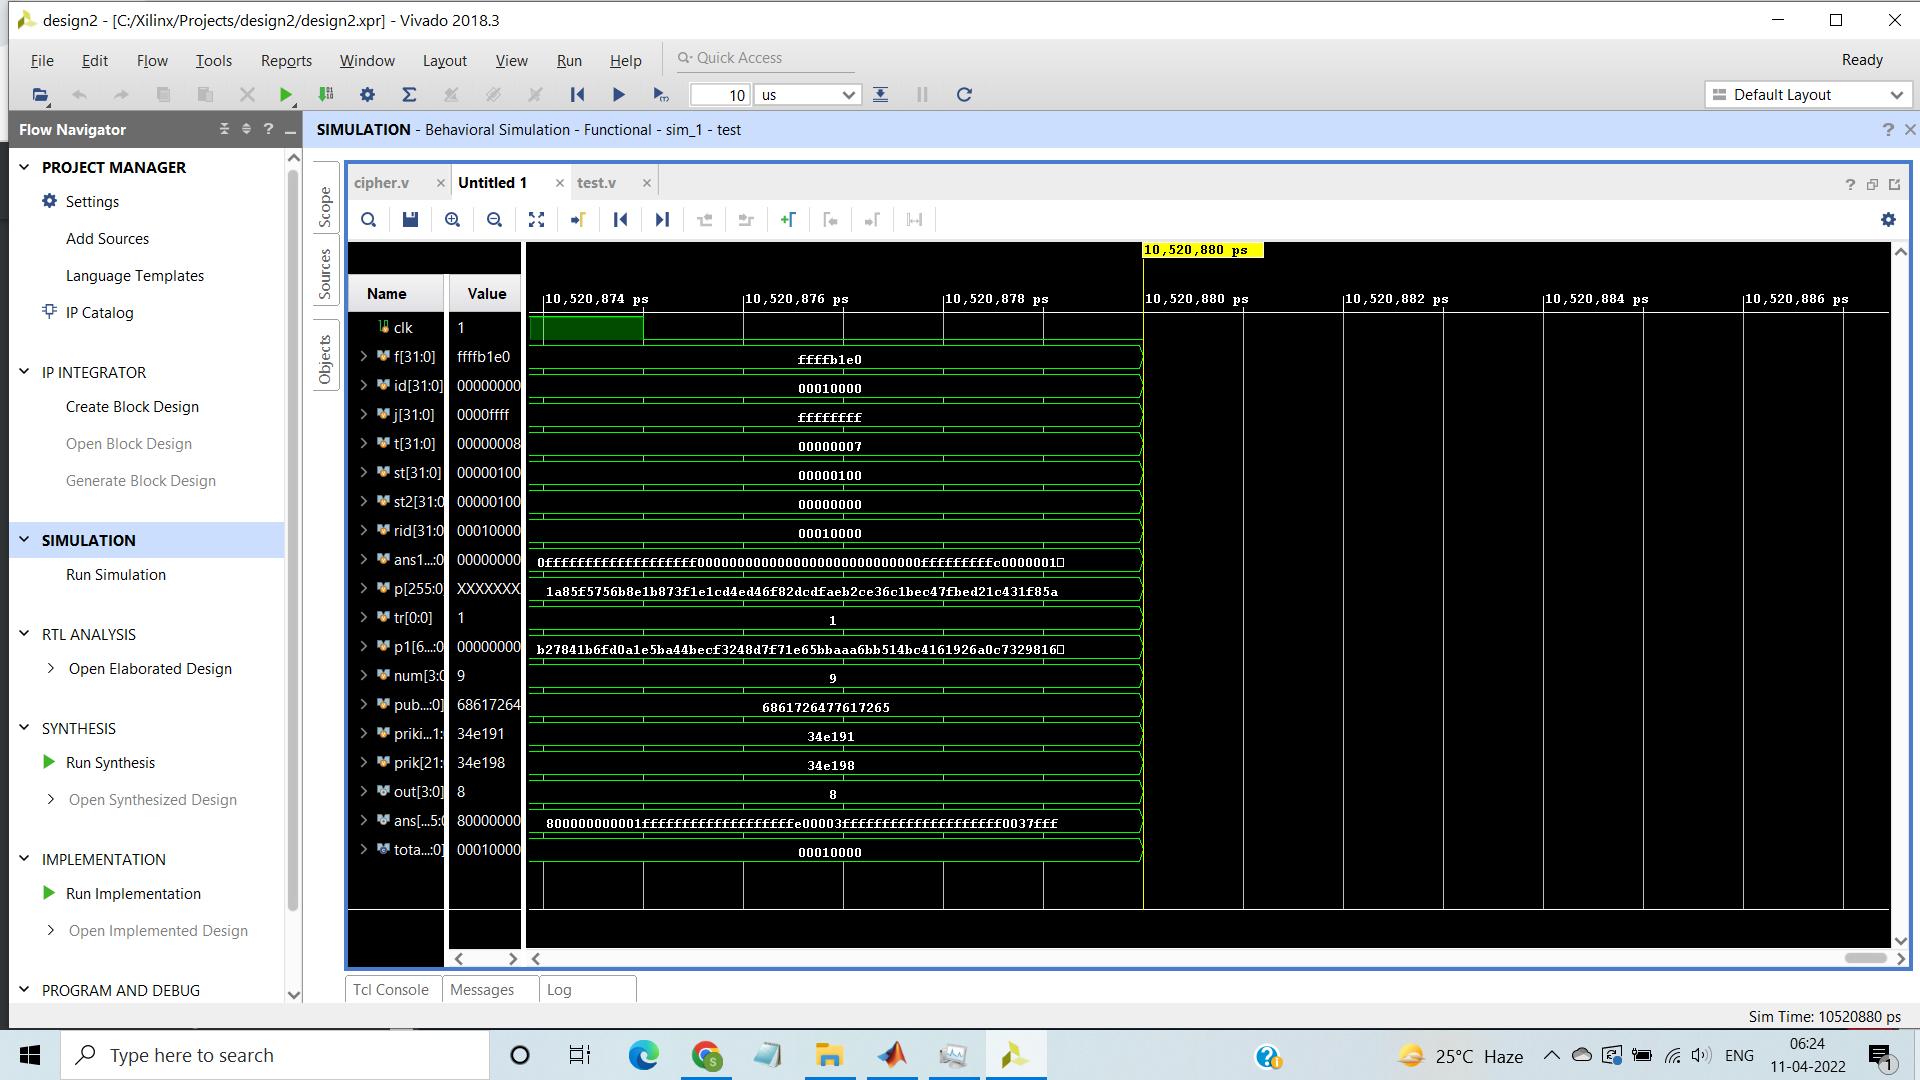 design2 - [C:/Xilinx/Projects/design2/design2.xpr] - Vivado 2018.3
File Edit Flow Tools Reports Window Layout View Run Help Quick Access Ready
10 us Default Layout
Flow Navigator ? _
SIMULATION - Behavioral Simulation - Functional - sim_1 - test
PROJECT MANAGER
Settings
Add Sources
Language Templates
IP Catalog
IP INTEGRATOR
Create Block Design
Open Block Design
Generate Block Design
SIMULATION
Run Simulation
RTL ANALYSIS
Open Elaborated Design
SYNTHESIS
Run Synthesis
Open Synthesized Design
IMPLEMENTATION
Run Implementation
Open Implemented Design
PROGRAM AND DEBUG
Scope
Sources
Objects
cipher.v Untitled 1 test.v
10,520,880 ps
Name Value
10,520,874 ps 10,520,876 ps 10,520,878 ps 10,520,880 ps 10,520,882 ps 10,520,884 ps 10,520,886 ps
clk 1
f[31:0] ffffb1e0 ffffb1e0
id[31:0] 00000000 00010000
j[31:0] 0000ffff ffffffff
t[31:0] 00000008 00000007
st[31:0] 00000100 00000100
st2[31:0 00000100 00000000
rid[31:0 00010000 00010000
ans1...:0 00000000
p[255:0 XXXXXXX 1a85f5756b8e1b873f1e1cd4ed46f82dcdfaeb2ce36c1bec47fbed21c431f85a
tr[0:0] 1 1
p1[6...:0 00000000 b27841b6fd0a1e5ba44becf3248d7f71e65bbaaa6bb514bc4161926a0c7329816
num[3:0 9 9
pub...:0] 68617264 6861726477617265
priki...1: 34e191 34e191
prik[21: 34e198 34e198
out[3:0] 8 8
ans[...5:0 80000000
tota...:0] 00010000 00010000
Tcl Console Messages Log
Sim Time: 10520880 ps
Type here to search
25°C Haze ENG
06:24
11-04-2022
1